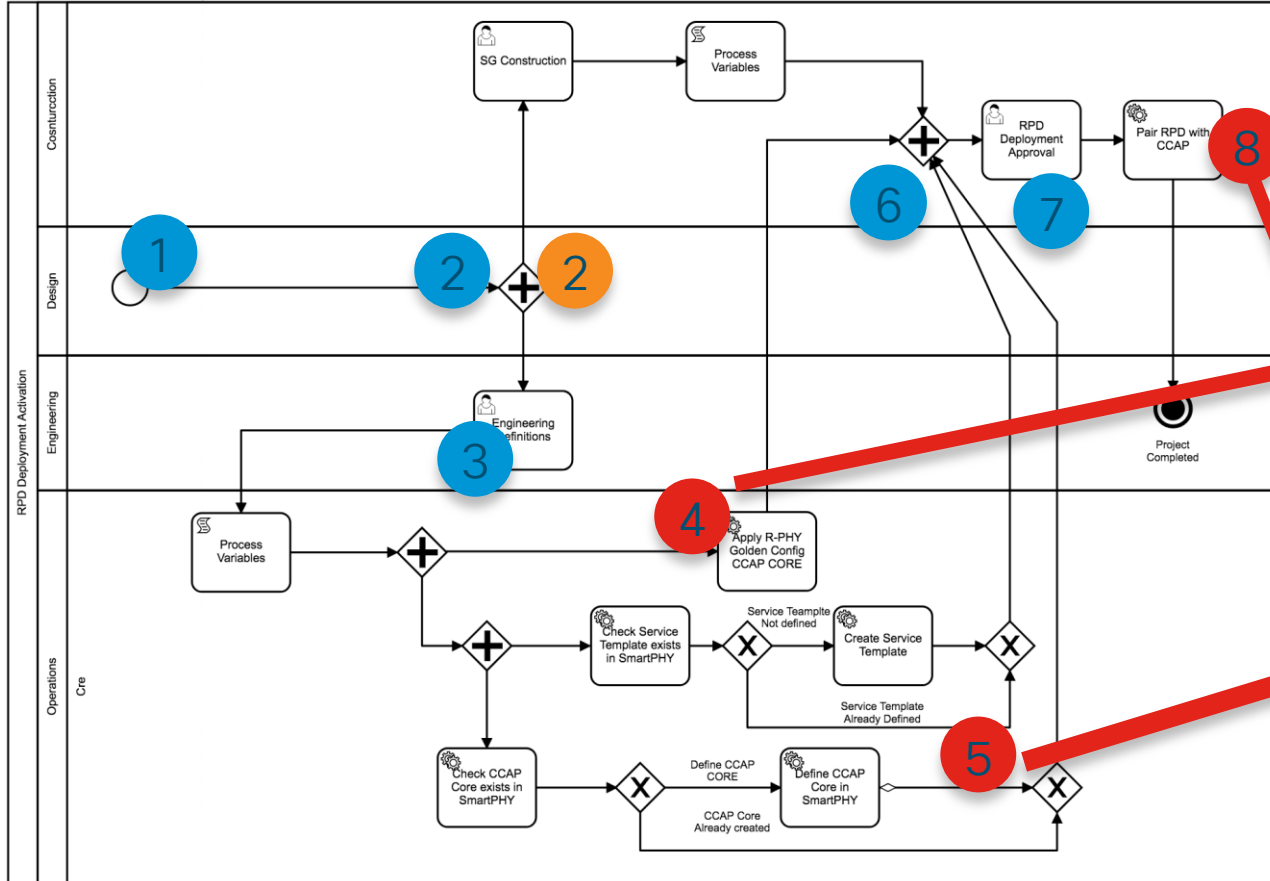 RPD Deployment Activation
Cosnturcction
SG Construction
Process
Variables
RPD
Deployment
Approval
Pair RPD with
CCAP
8
6
7
Design
1
2
2
Engineering
Engineering
3
Project
Completed
Operations
Cre
Process
Variables
4
Apply R-PHY
Golden Config
CCAP CORE
Check Service
Template exists
in SmartPHY
Service Teamplte
Not defined
Create Service
Template
Service Template
Already Defined
Check CCAP
Core exists in
SmartPHY
Define CCAP
CORE
Define CCAP
Core in
SmartPHY
5
CCAP Core
Already created